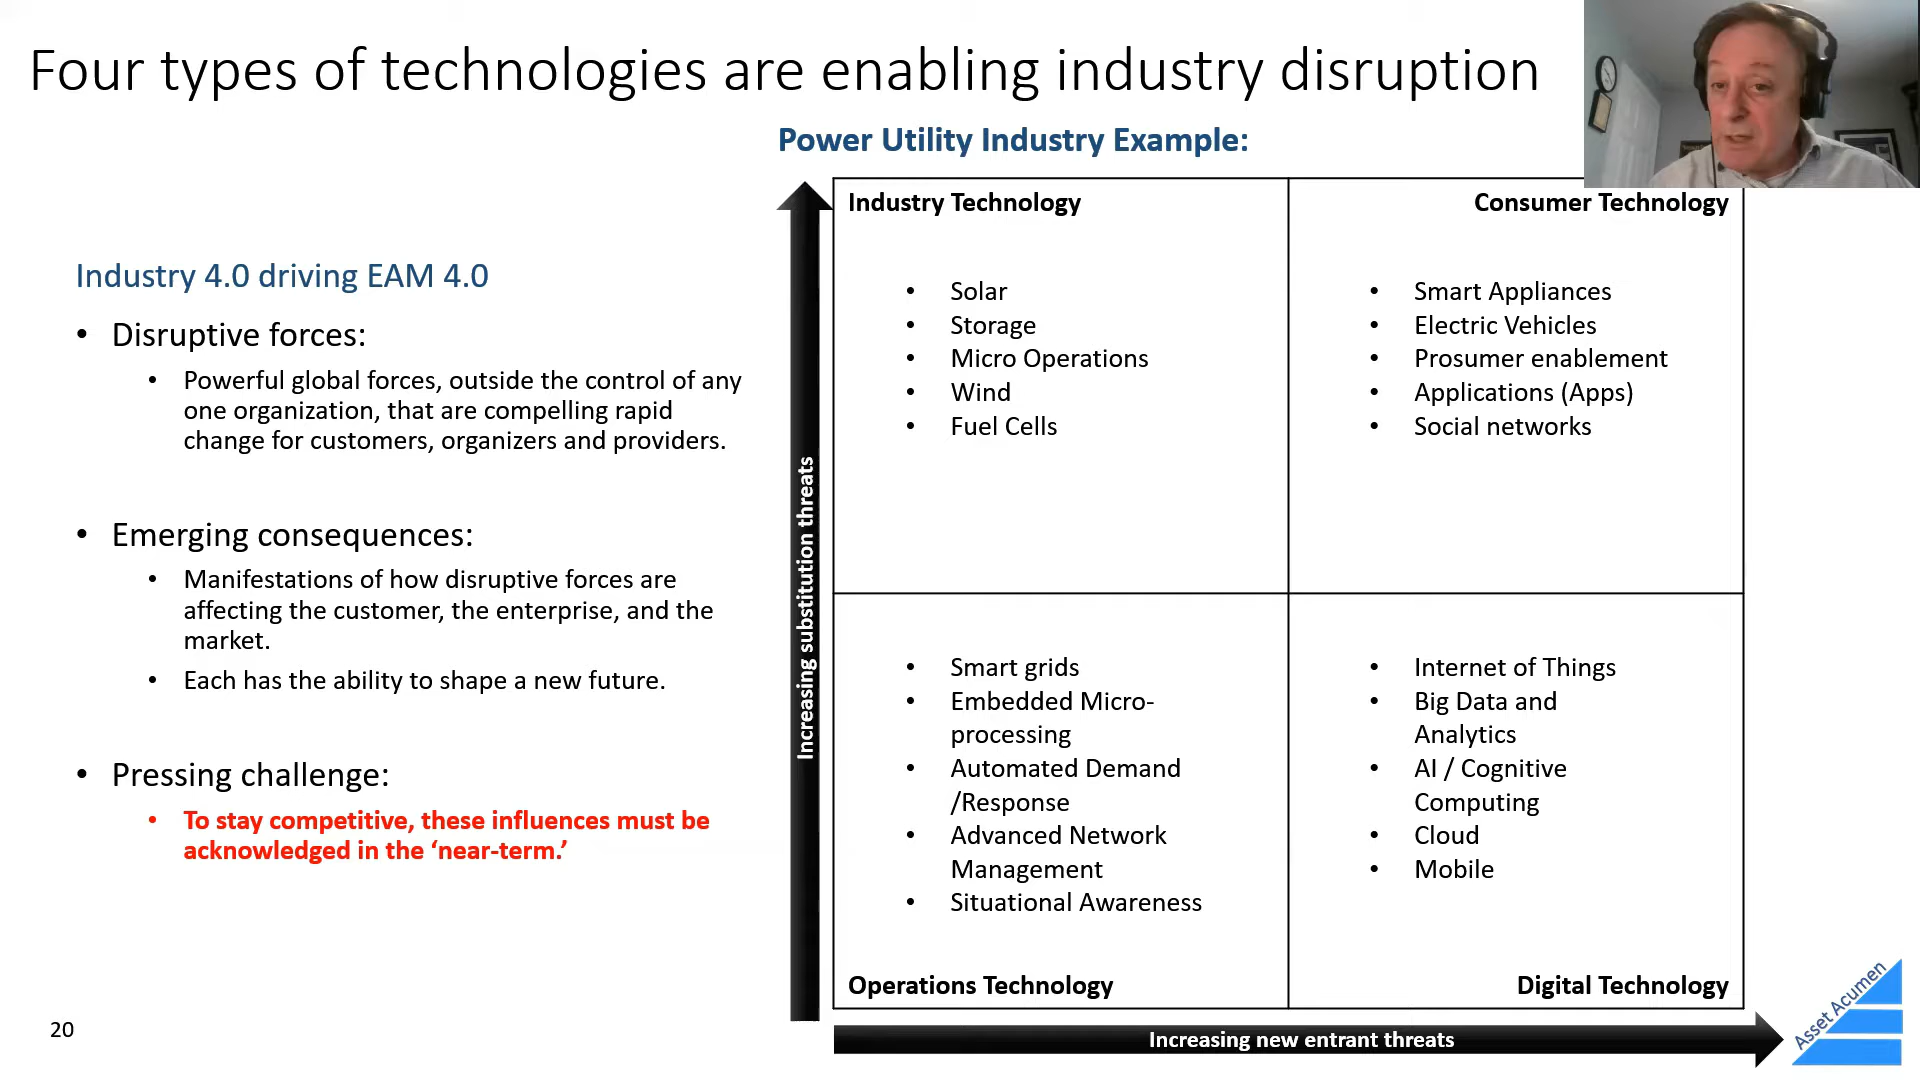 Four types of technologies are enabling industry disruption
Power Utility Industry Example:
Industry 4.0 driving EAM 4.0
• Disruptive forces:
• Powerful global forces, outside the control of any
one organization, that are compelling rapid
change for customers, organizers and providers.
• Emerging consequences:
• Manifestations of how disruptive forces are
affecting the customer, the enterprise, and the
market.
• Each has the ability to shape a new future.
• Pressing challenge:
• To stay competitive, these influences must be
acknowledged in the ‘near-term.’
Increasing substitution threats
Industry Technology
• Solar
• Storage
• Micro Operations
• Wind
• Fuel Cells
Consumer Technology
• Smart Appliances
• Electric Vehicles
• Prosumer enablement
• Applications (Apps)
• Social networks
• Smart grids
• Embedded Micro-
processing
• Automated Demand
/Response
• Advanced Network
Management
• Situational Awareness
Operations Technology
• Internet of Things
• Big Data and
Analytics
• AI / Cognitive
Computing
• Cloud
• Mobile
Digital Technology
Increasing new entrant threats
20
Asset Acumen